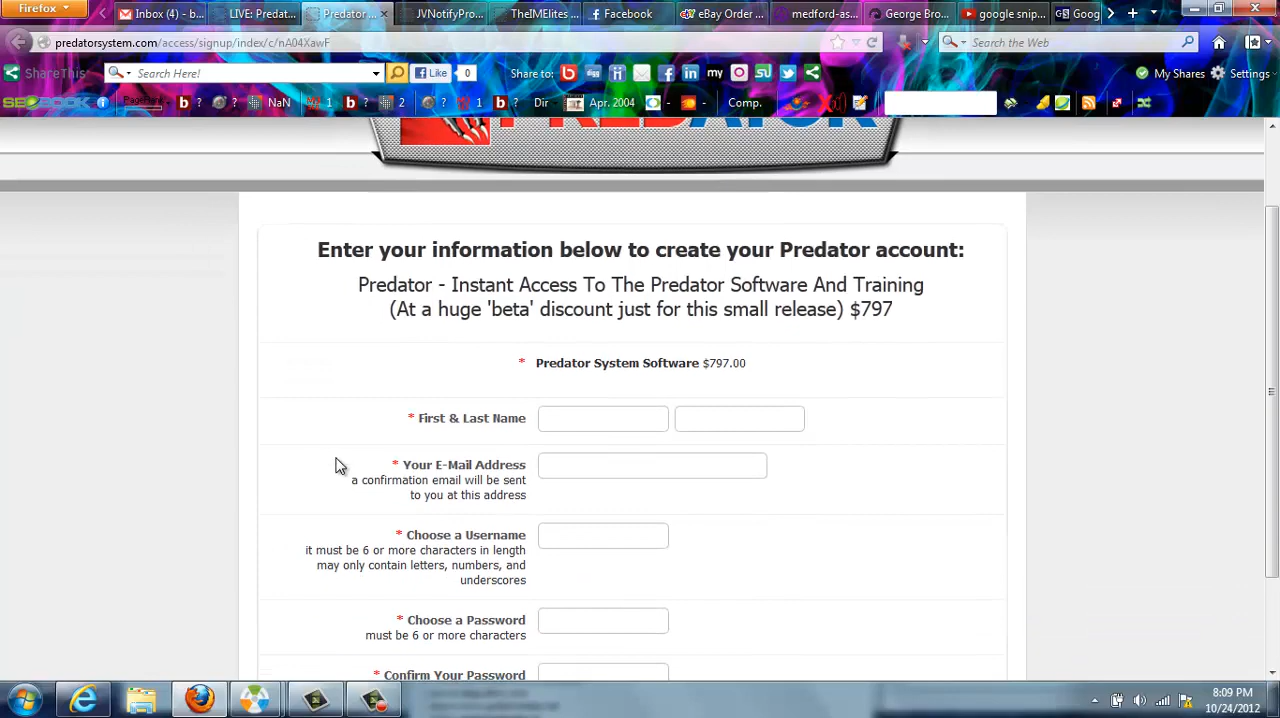 Firefox
Inbox (4) - b...
LIVE: Predat...
Predator ...
JVNotifyPro...
TheIMElites ...
Facebook
eBay Order ...
medford-as...
George Bro...
google snip...
Goog
predatorsystem.com/access/signup/index/c/nA04XawF
Search the Web
ShareThis
Search Here!
Like
0
Share to:
My Shares
Settings
SEOBOOK
PageRank
?
?
NaN
1
?
2
?
1
?
Dir
Apr. 2004
-
-
Comp.
PREDATOR
Enter your information below to create your Predator account:
Predator - Instant Access To The Predator Software And Training
(At a huge 'beta' discount just for this small release) $797
* Predator System Software $797.00
* First & Last Name
* Your E-Mail Address
a confirmation email will be sent
to you at this address
* Choose a Username
it must be 6 or more characters in length
may only contain letters, numbers, and
underscores
* Choose a Password
must be 6 or more characters
* Confirm Your Password
8:09 PM
10/24/2012